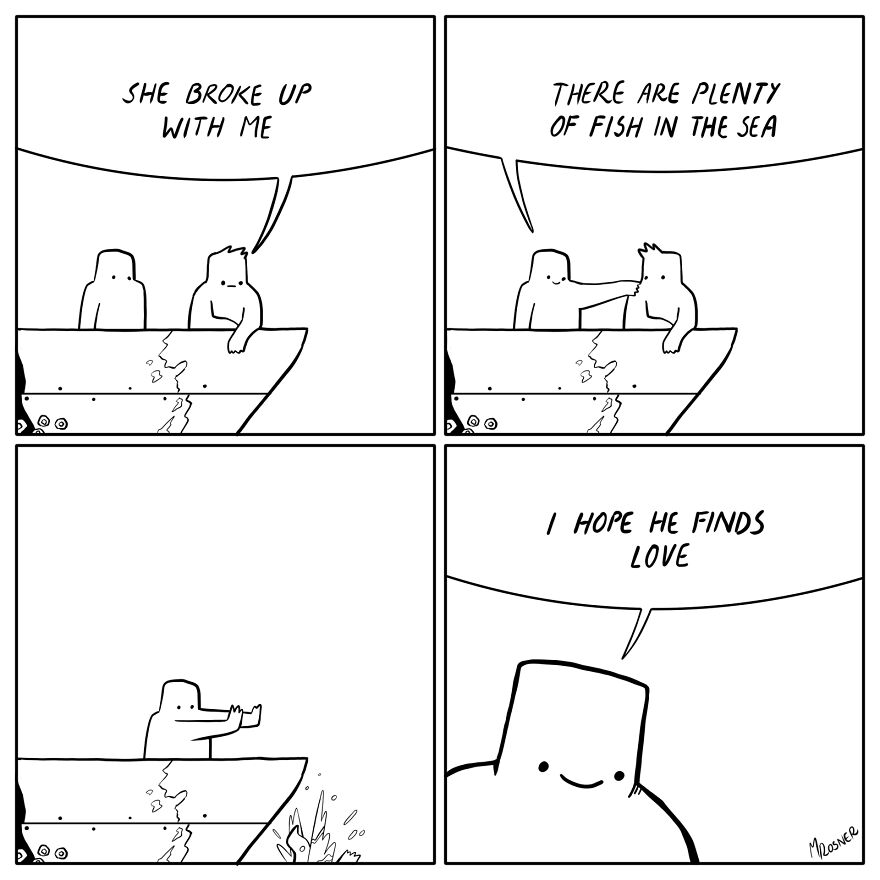 SHE BROKE UP
WITH ME
THERE ARE PLENTY
OF FISH IN THE SEA
I HOPE HE FINDS
LOVE
MROSNER